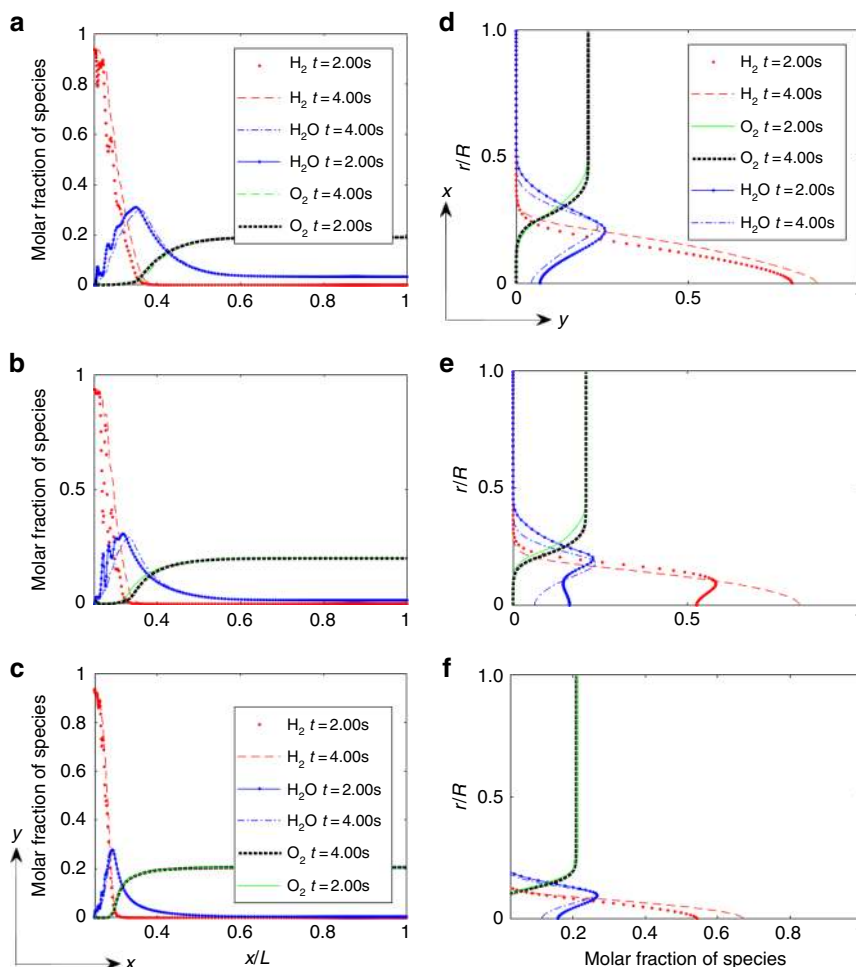 a
Molar fraction of species
1
0.8
0.6
0.4
0.2
0
0.4
0.6
0.8
1
H2 t = 2.00s
H2 t = 4.00s
H2O t = 4.00s
H2O t = 2.00s
O2 t = 4.00s
O2 t = 2.00s
d
r/R
1.0
0.5
0
0
0.5
x
y
H2 t = 2.00s
H2 t = 4.00s
O2 t = 2.00s
O2 t = 4.00s
H2O t = 2.00s
H2O t = 4.00s
b
Molar fraction of species
1
0.5
0
0.4
0.6
0.8
1
e
r/R
1.0
0.5
0
0
0.5
c
Molar fraction of species
1
0.8
0.6
0.4
0.2
0
0.4
0.6
0.8
1
x/L
y
x
H2 t = 2.00s
H2 t = 4.00s
H2O t = 2.00s
H2O t = 4.00s
O2 t = 4.00s
O2 t = 2.00s
f
r/R
1.0
0.5
0
0.2
0.4
0.6
0.8
Molar fraction of species